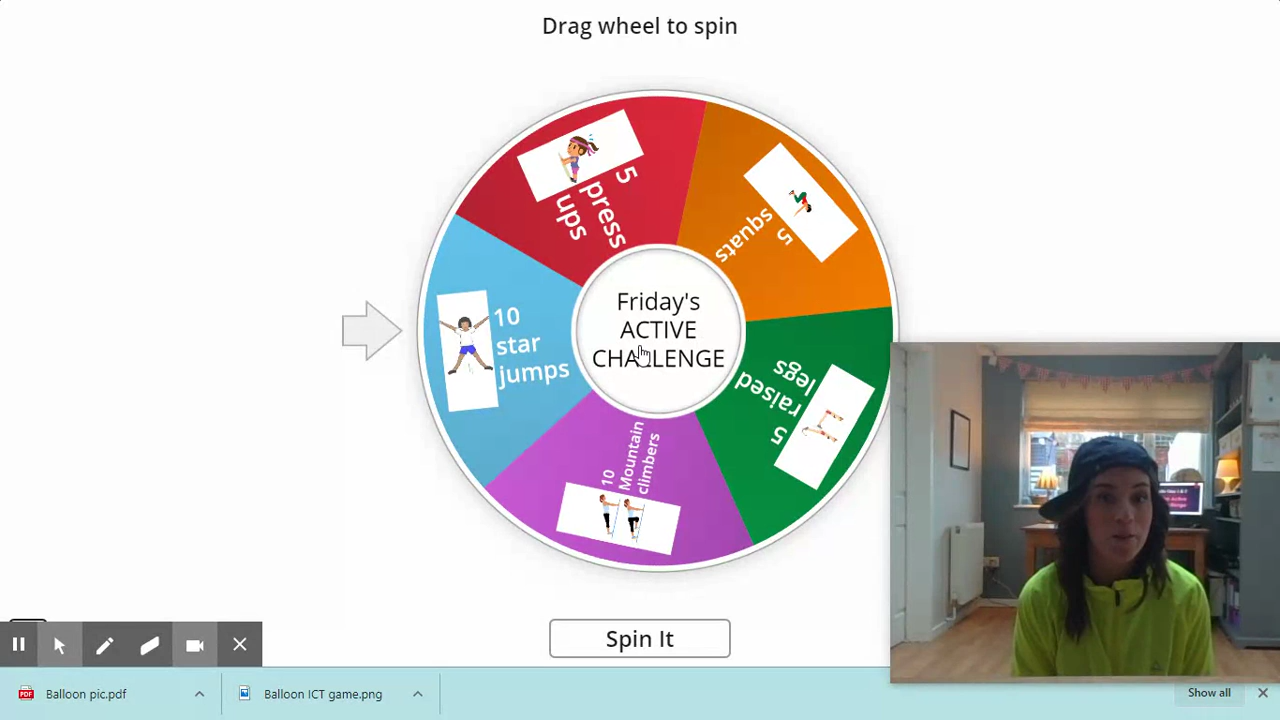 Drag wheel to spin
5
press
ups
5
squats
10
star
jumps
Friday's
ACTIVE
CHALLENGE
5
raised
legs
10
Mountain
climbers
Spin It
Balloon pic.pdf
Balloon ICT game.png
Show all